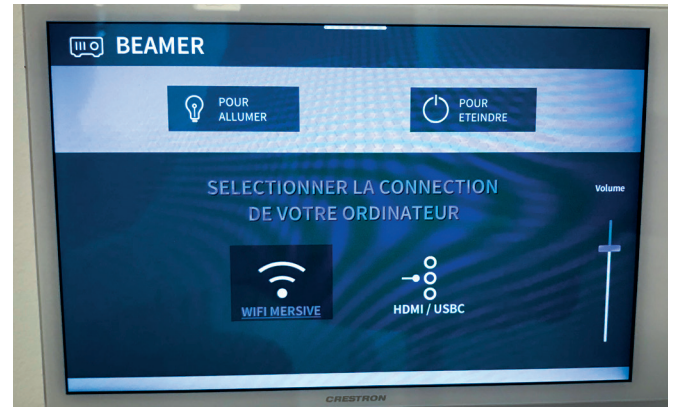 BEAMER
POUR
ALLUMER
POUR
ETEINDRE
SELECTIONNER LA CONNECTION
DE VOTRE ORDINATEUR
Volume
WIFI MERSIVE
HDMI / USBC
CRESTRON